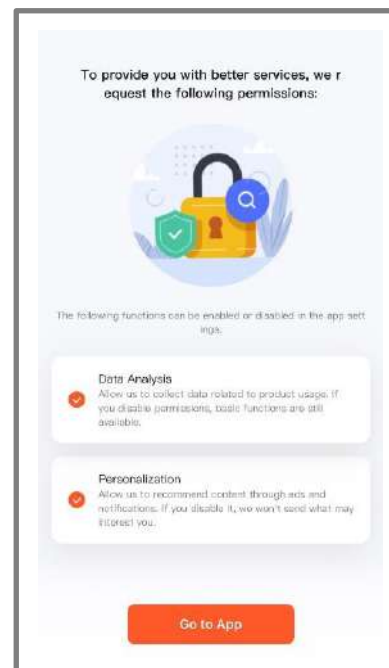 To provide you with better services, we r
equest the following permissions:
The following functions can be enabled or disabled in the app sett
ings.
Data Analysis
Allow us to collect data related to product usage. If
you disable permissions, basic functions are still
available.
Personalization
Allow us to recommend content through ads and
notifications. If you disable it, we won't send what may
interest you.
Go to App